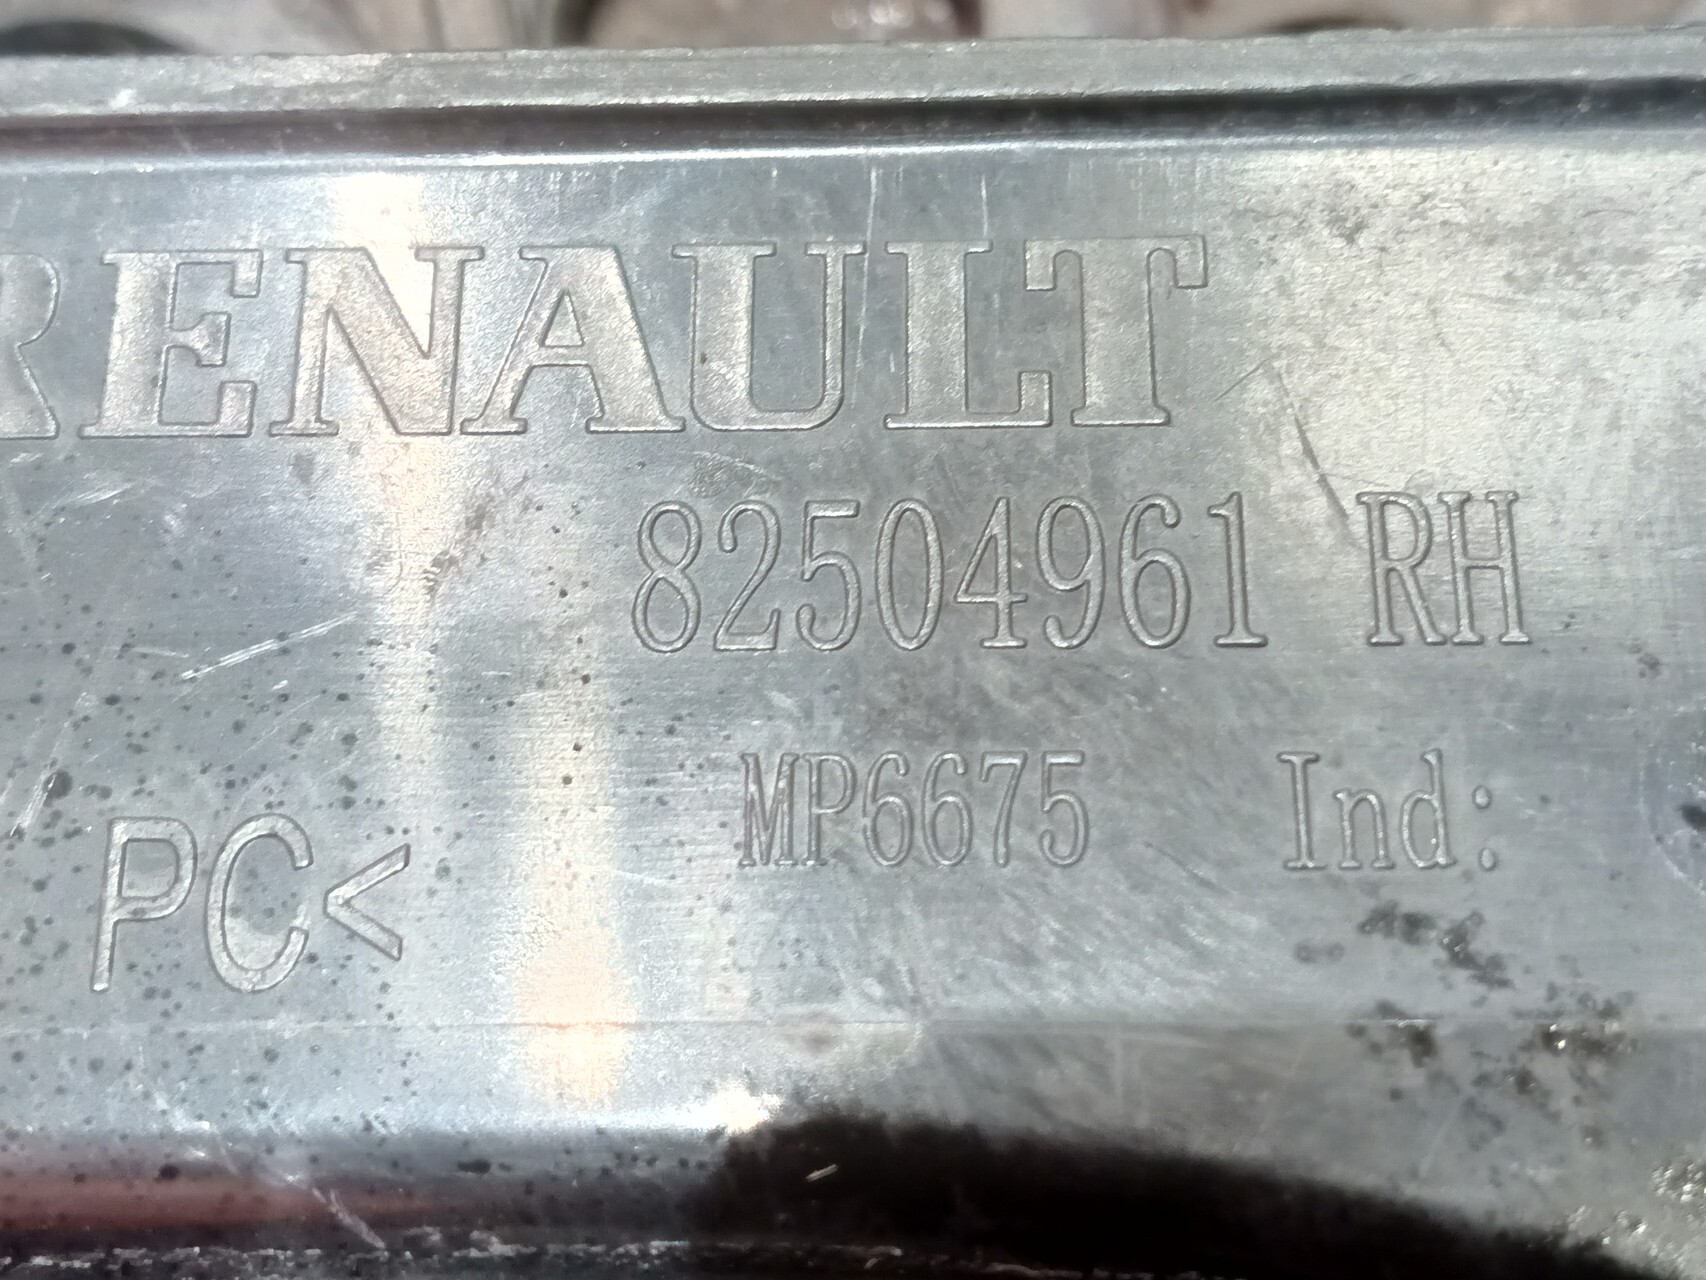 RENAULT
82504961 RH
MP6675 Ind:
PC<